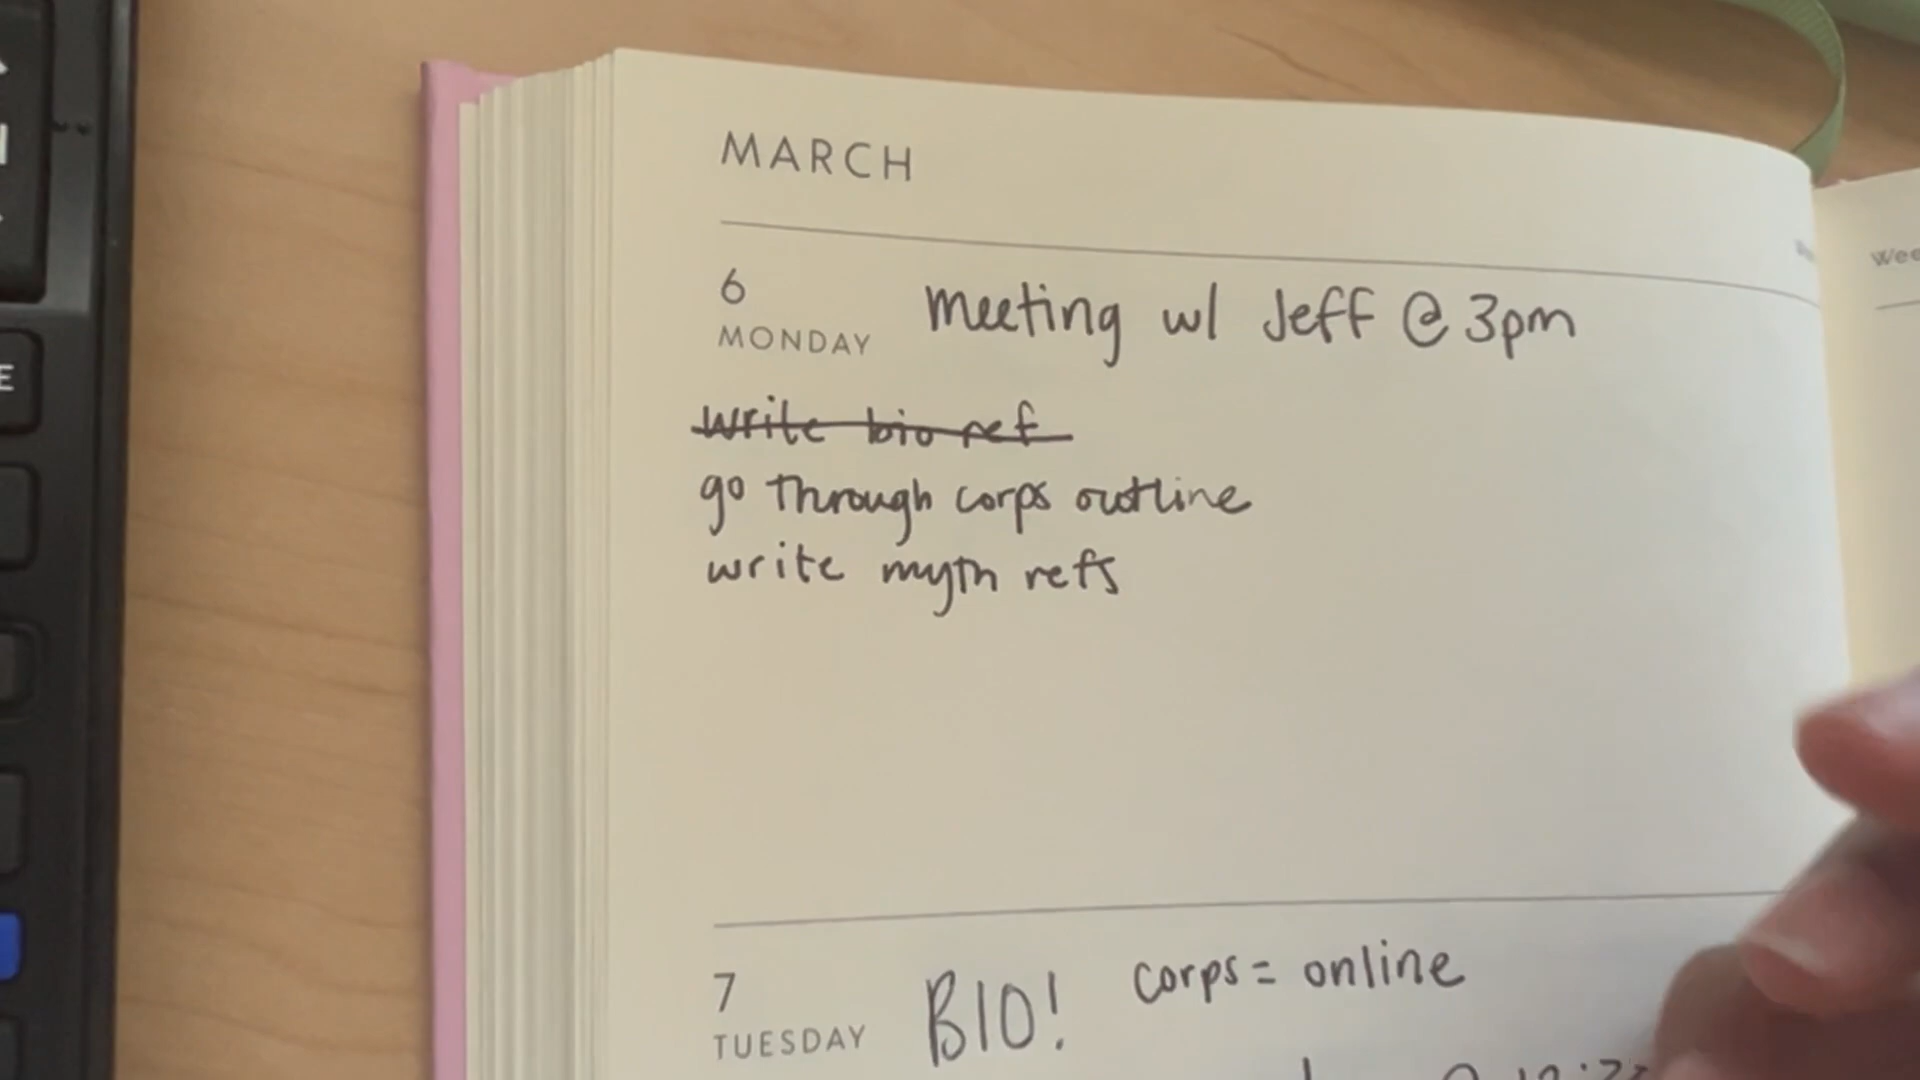 MARCH
Wee
6 meeting w/ Jeff @ 3pm
MONDAY
write bio ref
go through corps outline
write myth refs
7 BIO! corps = online
TUESDAY
E